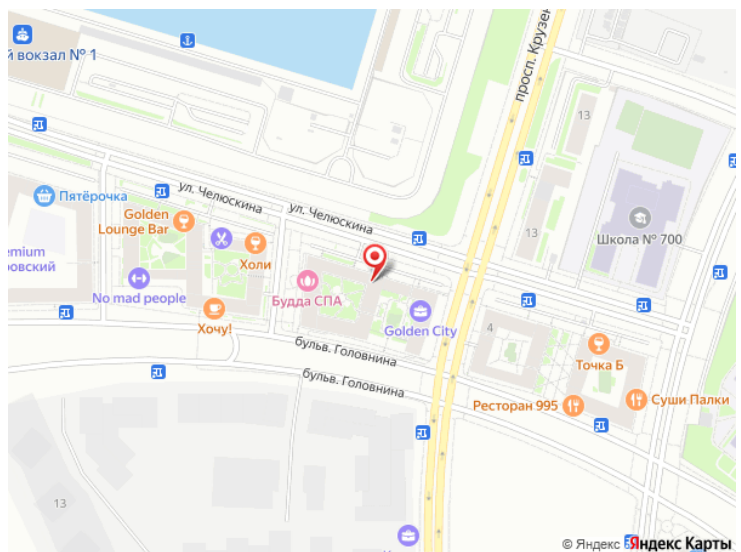 й вокзал № 1
просп. Крузен
13
Пятёрочка
ул. Челюскина
ул. Челюскина
Golden
Lounge Bar
13
Школа № 700
emium
ровский
Холи
No mad people
Будда СПА
Хочу!
Golden City
4
бульв. Головнина
Точка Б
бульв. Головнина
Ресторан 995
Суши Палки
13
© Яндекс Яндекс Карты